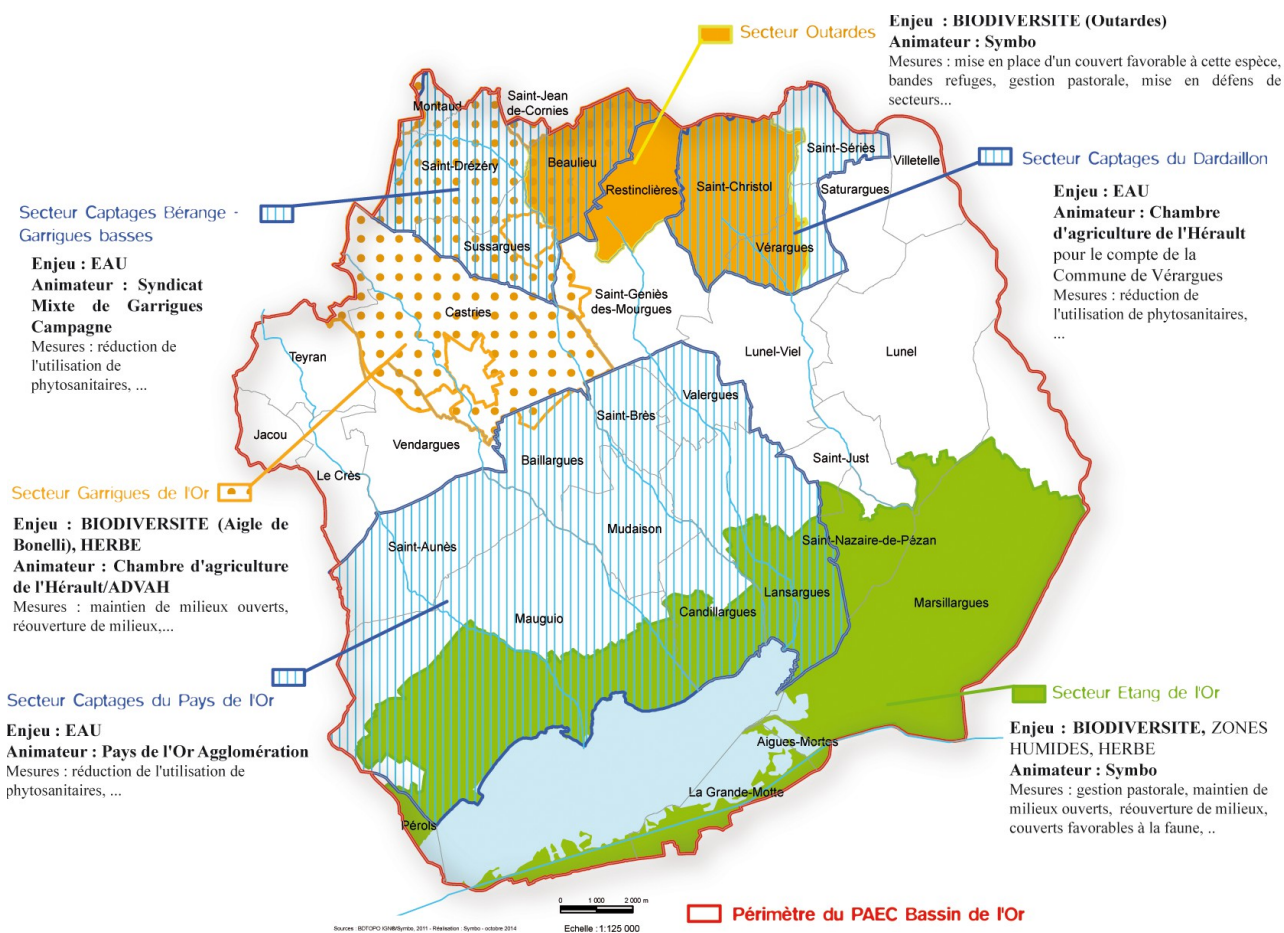 Secteur Outardes
Enjeu : BIODIVERSITE (Outardes)
Animateur : Symbo
Mesures : mise en place d'un couvert favorable à cette espèce,
bandes refuges, gestion pastorale, mise en défens de
secteurs...
Secteur Captages du Dardaillon
Enjeu : EAU
Animateur : Chambre
d'agriculture de l'Hérault
pour le compte de la
Commune de Vérargues
Mesures : réduction de
l'utilisation de phytosanitaires,
...
Secteur Captages Bérange -
Garrigues basses
Enjeu : EAU
Animateur : Syndicat
Mixte de Garrigues
Campagne
Mesures : réduction de
l'utilisation de
phytosanitaires, ...
Secteur Garrigues de l'Or
Enjeu : BIODIVERSITE (Aigle de
Bonelli), HERBE
Animateur : Chambre d'agriculture
de l'Hérault/ADVAH
Mesures : maintien de milieux ouverts,
réouverture de milieux,...
Secteur Captages du Pays de l'Or
Enjeu : EAU
Animateur : Pays de l'Or Agglomération
Mesures : réduction de l'utilisation de
phytosanitaires, ...
Secteur Etang de l'Or
Enjeu : BIODIVERSITE, ZONES
HUMIDES, HERBE
Animateur : Symbo
Mesures : gestion pastorale, maintien de
milieux ouverts, réouverture de milieux,
couverts favorables à la faune, ..
Montaud
Saint-Jean
de-Cornies
Saint-Drézéry
Beaulieu
Restinclières
Saint-Christol
Saint-Sériès
Villetelle
Saturargues
Sussargues
Vérargues
Saint-Geniès
des-Mourgues
Castries
Teyran
Lunel-Viel
Lunel
Valergues
Saint-Brès
Jacou
Vendargues
Baillargues
Saint-Just
Le Crès
Mudaison
Saint-Aunès
Saint-Nazaire-de-Pézan
Lansargues
Marsillargues
Candillargues
Mauguio
Aigues-Mortes
La Grande-Motte
Pérols
0 1 000 2 000 m
Echelle : 1:125 000
Périmètre du PAEC Bassin de l'Or
Sources : BDTOPO IGN®/Symbo, 2011 - Réalisation : Symbo - octobre 2014